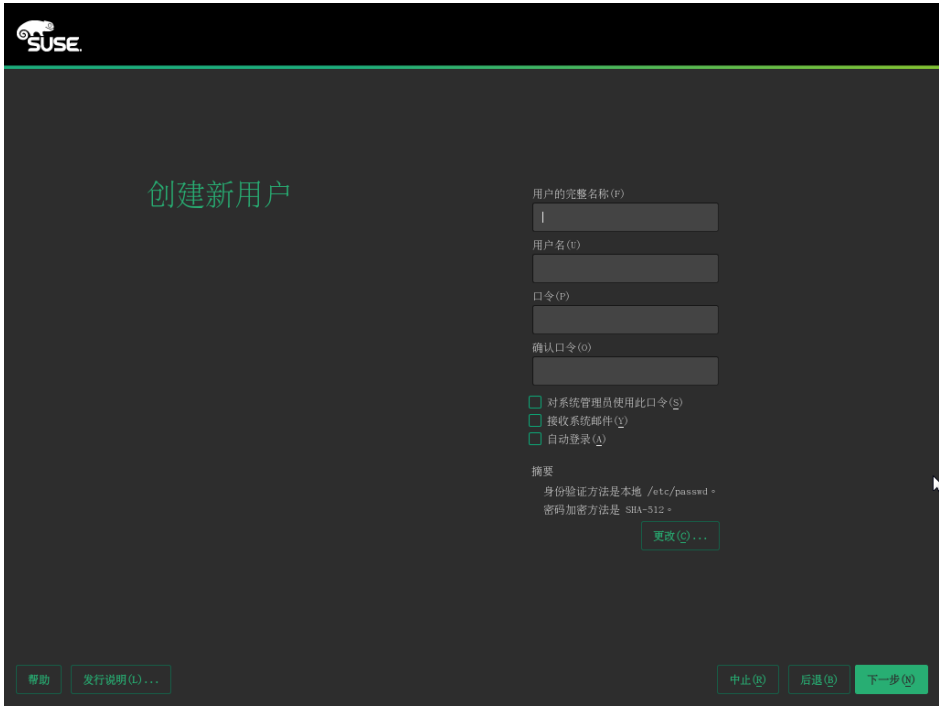 SUSE.
创建新用户
用户的完整名称(F)
用户名(U)
口令(P)
确认口令(O)
对系统管理员使用此口令(S)
接收系统邮件(Y)
自动登录(A)
摘要
身份验证方法是本地 /etc/passwd。
密码加密方法是 SHA-512。
更改(C)...
帮助
发行说明(L)...
中止(R)
后退(B)
下一步(N)